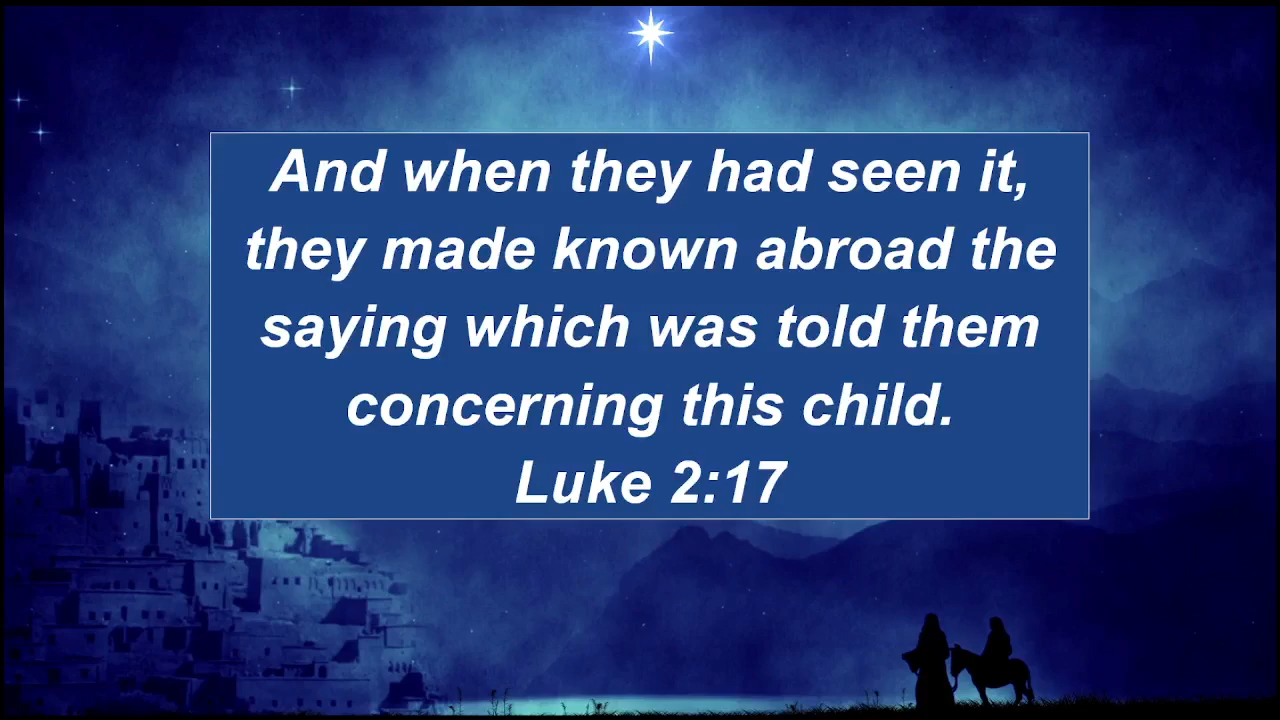 And when they had seen it,
they made known abroad the
saying which was told them
concerning this child.
Luke 2:17